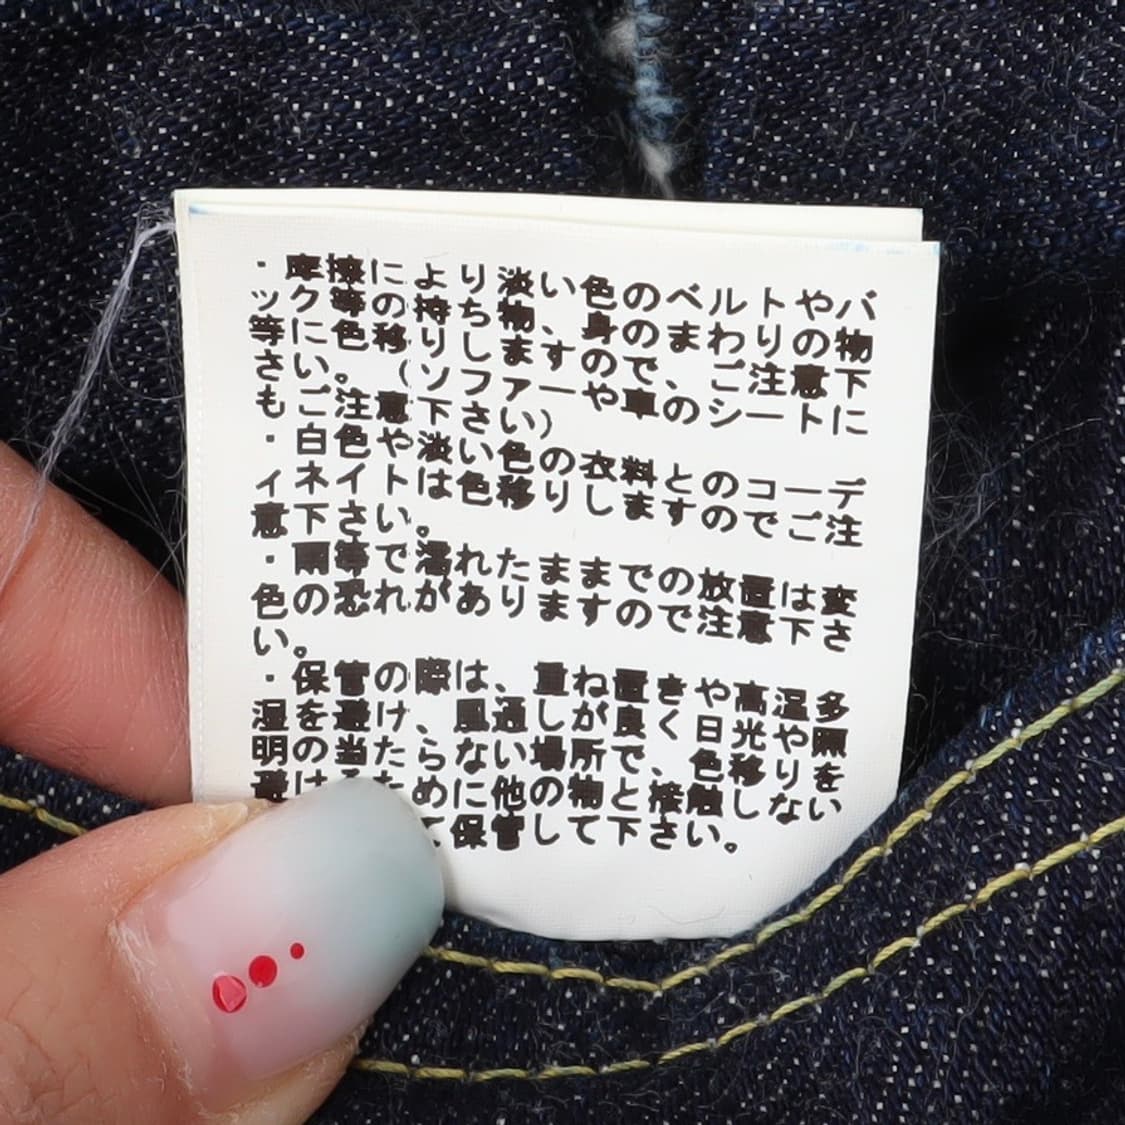 ・摩擦により淡い色のベルトやバ
ック等の持ち物、身のまわりの物
等に色移りしますので、ご注意下
さい。(ソファーや車のシートに
もご注意下さい)
・白色や淡い色の衣料とのコーデ
ィネイトは色移りしますのでご注
意下さい。
・雨等で濡れたままでの放置は変
色の恐れがありますので注意下さ
い。
・保管の際は、重ね置きや高温多
湿を避け、風通しが良く日光や照
明の当たらない場所で、色移りを
避けるために他の物と接触しない
て保管して下さい。